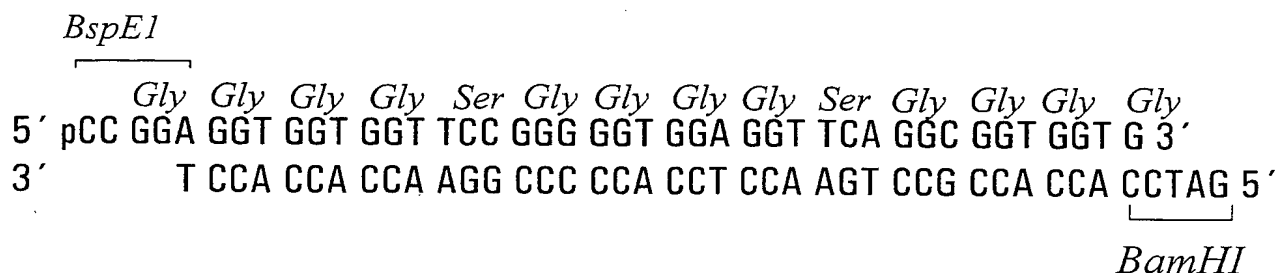 BspE1
Gly Gly Gly Gly Ser Gly Gly Gly Gly Ser Gly Gly Gly Gly
5´ pCC GGA GGT GGT GGT TCC GGG GGT GGA GGT TCA GGC GGT GGT G 3´
3´ T CCA CCA CCA AGG CCC CCA CCT CCA AGT CCG CCA CCA CCTAG 5´
BamHI